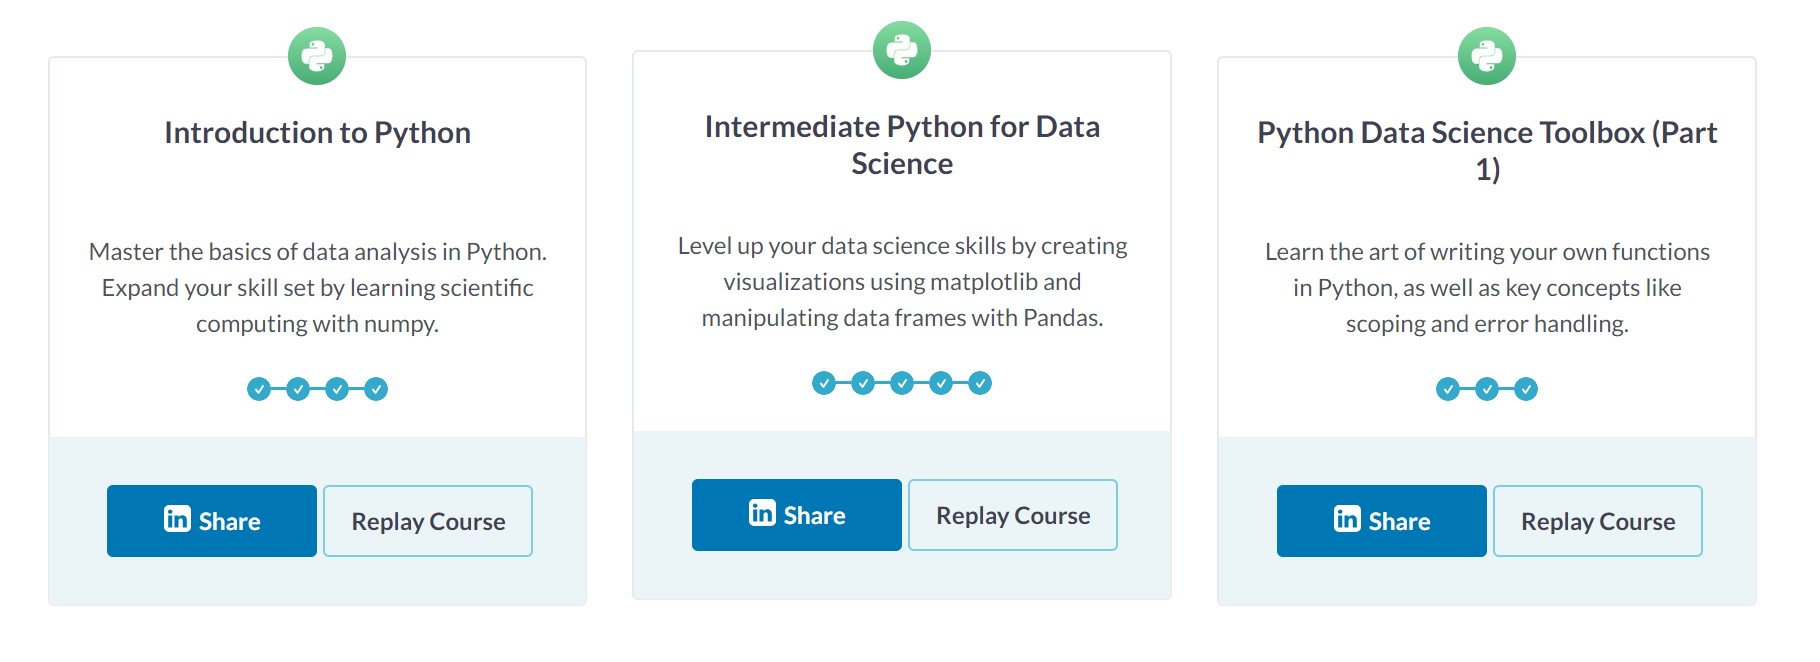 Introduction to Python
Master the basics of data analysis in Python.
Expand your skill set by learning scientific
computing with numpy.
in Share
Replay Course
Intermediate Python for Data
Science
Level up your data science skills by creating
visualizations using matplotlib and
manipulating data frames with Pandas.
in Share
Replay Course
Python Data Science Toolbox (Part
1)
Learn the art of writing your own functions
in Python, as well as key concepts like
scoping and error handling.
in Share
Replay Course